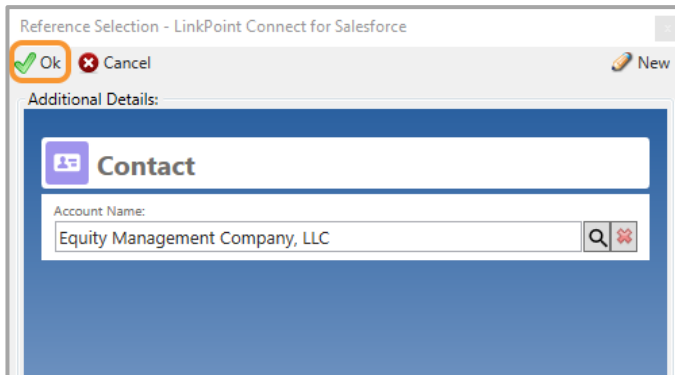 Reference Selection - LinkPoint Connect for Salesforce
Ok Cancel New
Additional Details:
Contact
Account Name:
Equity Management Company, LLC